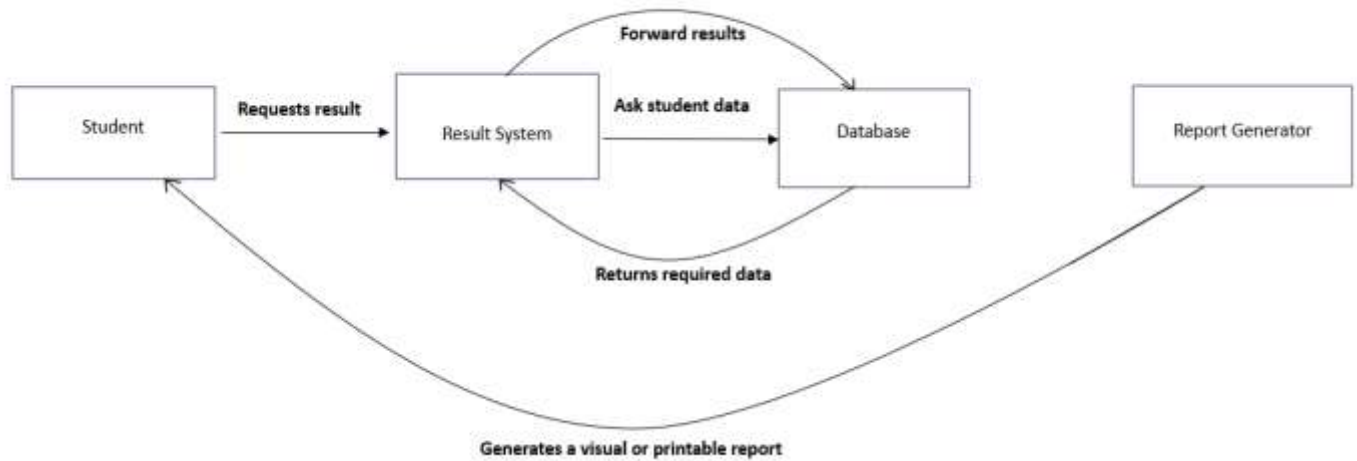 Forward results
Requests result
Ask student data
Student
Result System
Database
Report Generator
Returns required data
Generates a visual or printable report